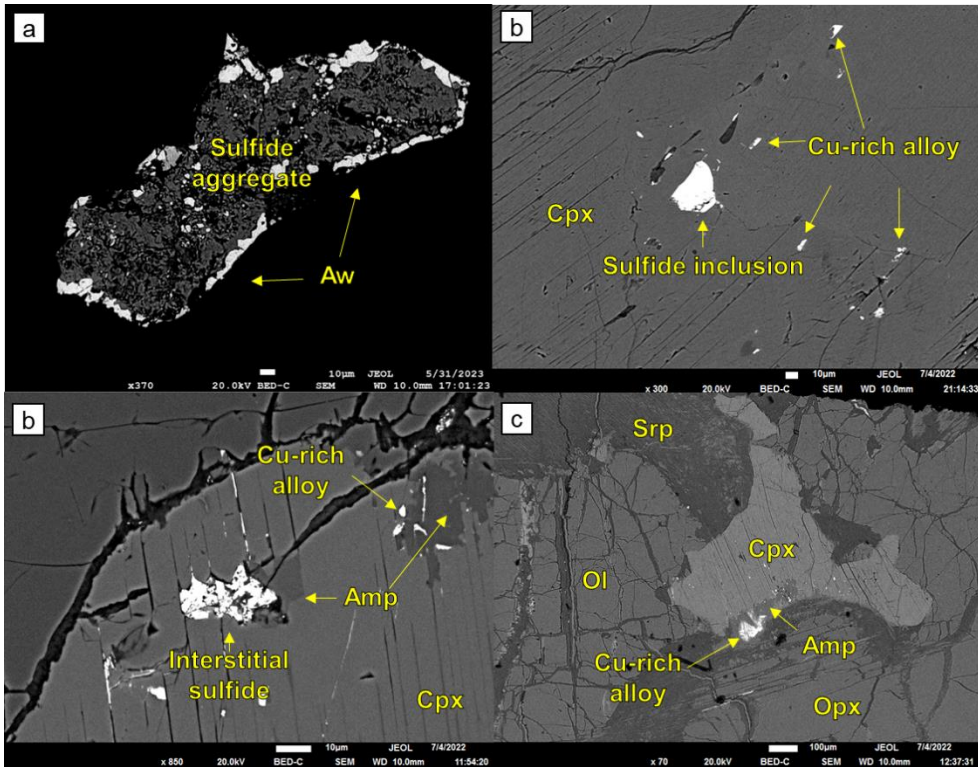 a
Sulfide
aggregate
Aw
10µm JEOL 5/31/2023
x370 20.0kV BED-C SEM WD 10.0mm 17:01:23
b
Cu-rich alloy
Cpx
Sulfide inclusion
10µm JEOL 7/4/2022
x 300 20.0kV BED-C SEM WD 10.0mm 21:14:33
b
Cu-rich
alloy
Amp
Interstitial
sulfide
Cpx
10µm JEOL 7/4/2022
x 850 20.0kV BED-C SEM WD 10.0mm 11:54:20
c
Srp
Cpx
Ol
Amp
Cu-rich
alloy
Opx
100µm JEOL 7/4/2022
x 70 20.0kV BED-C SEM WD 10.0mm 12:37:31